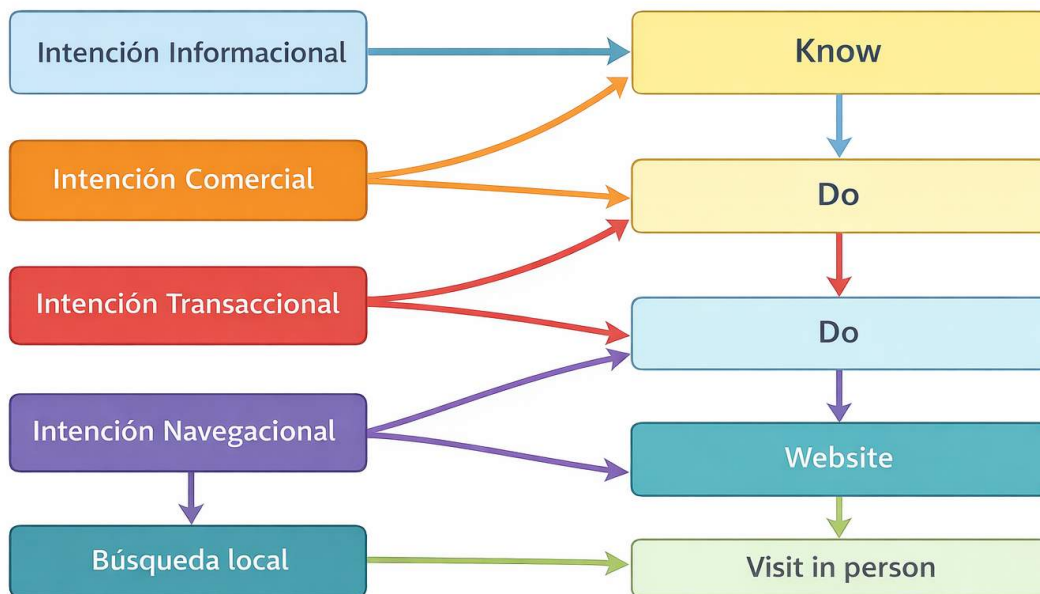 Intención Informacional
Know
Intención Comercial
Do
Intención Transaccional
Do
Intención Navegacional
Website
Búsqueda local
Visit in person